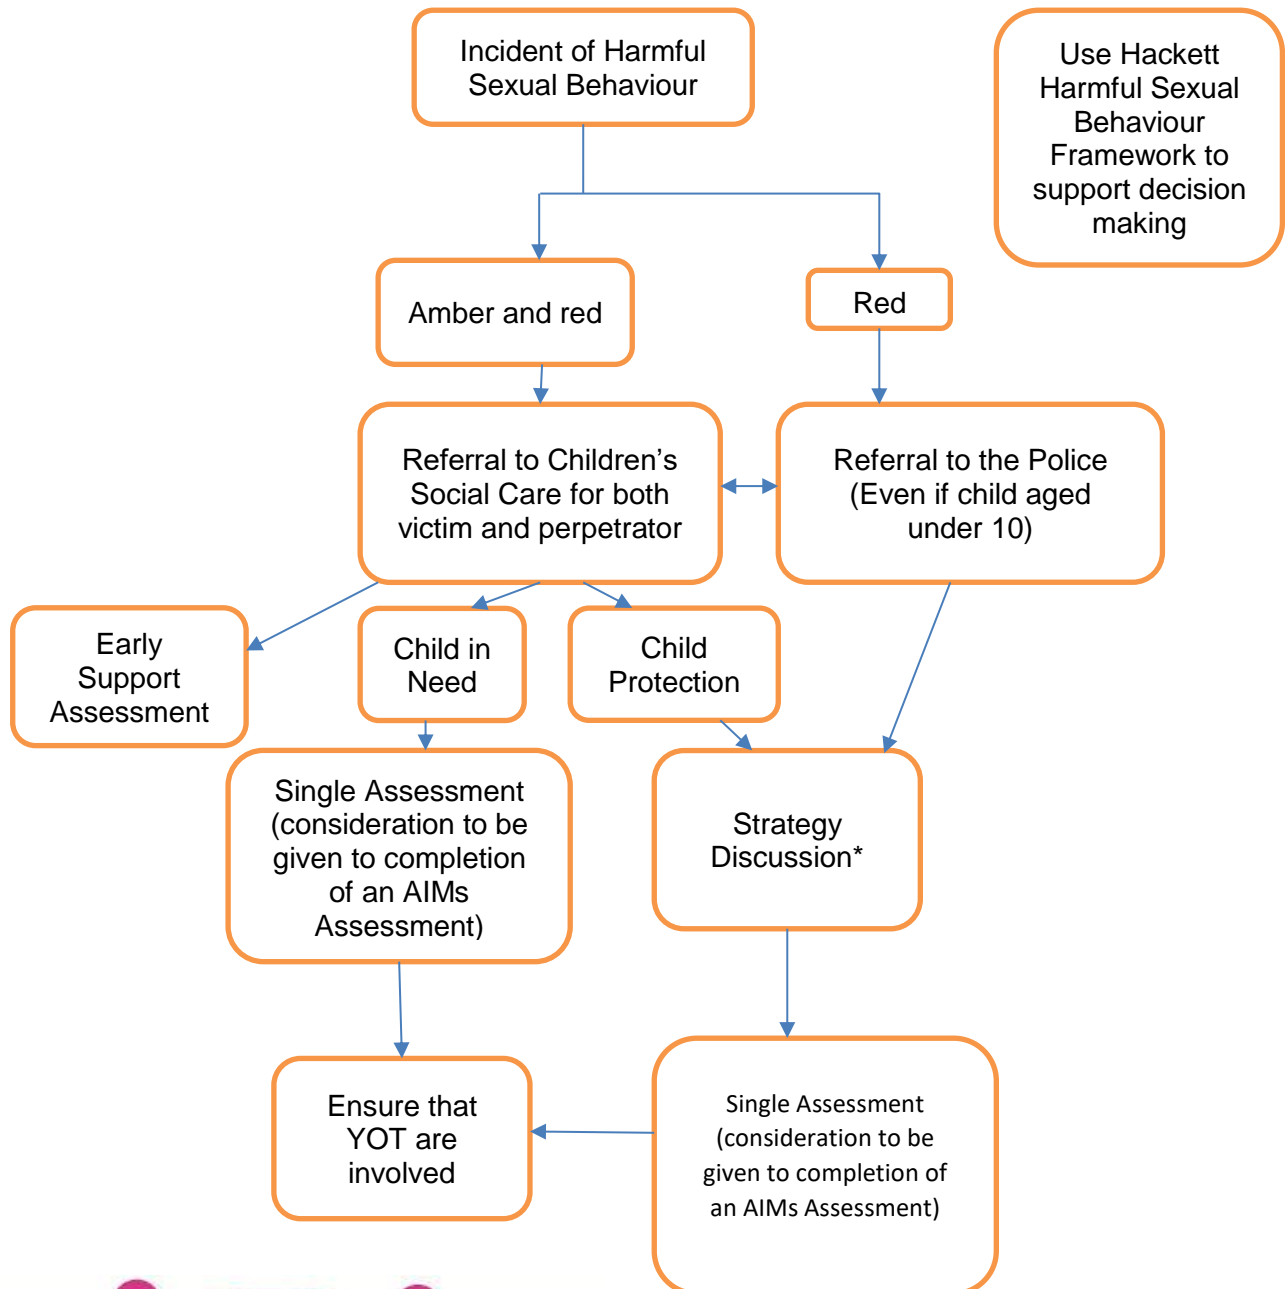 Incident of Harmful
Sexual Behaviour
Use Hackett
Harmful Sexual
Behaviour
Framework to
support decision
making
Amber and red
Red
Referral to Children’s
Social Care for both
victim and perpetrator
Referral to the Police
(Even if child aged
under 10)
Early
Support
Assessment
Child in
Need
Child
Protection
Single Assessment
(consideration to be
given to completion
of an AIMs
Assessment)
Strategy
Discussion*
Ensure that
YOT are
involved
Single Assessment
(consideration to be
given to completion of
an AIMs Assessment)